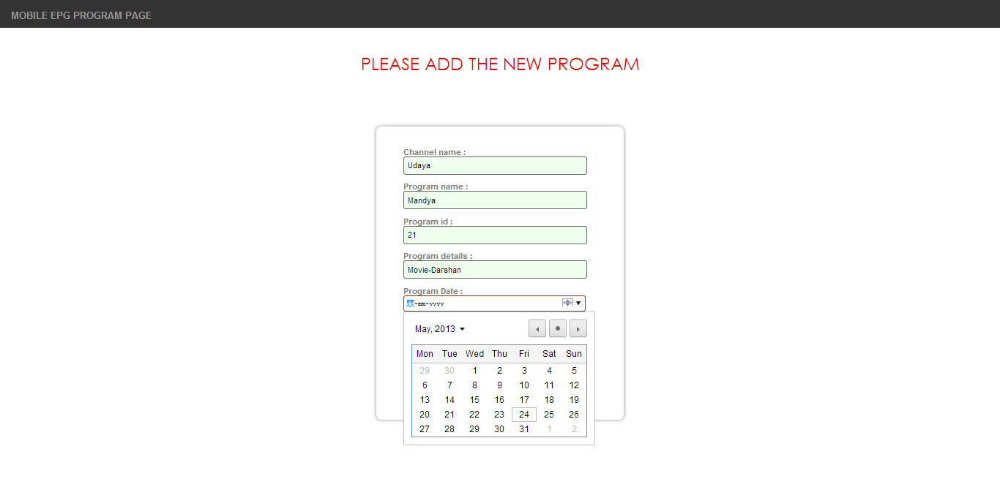 MOBILE EPG PROGRAM PAGE
PLEASE ADD THE NEW PROGRAM
Channel name :
Udaya
Program name :
Mandya
Program id :
21
Program details :
Movie-Darshan
Program Date :
dd-mm-yyyy
May, 2013
Mon Tue Wed Thu Fri Sat Sun
29 30 1 2 3 4 5
6 7 8 9 10 11 12
13 14 15 16 17 18 19
20 21 22 23 24 25 26
27 28 29 30 31 1 2